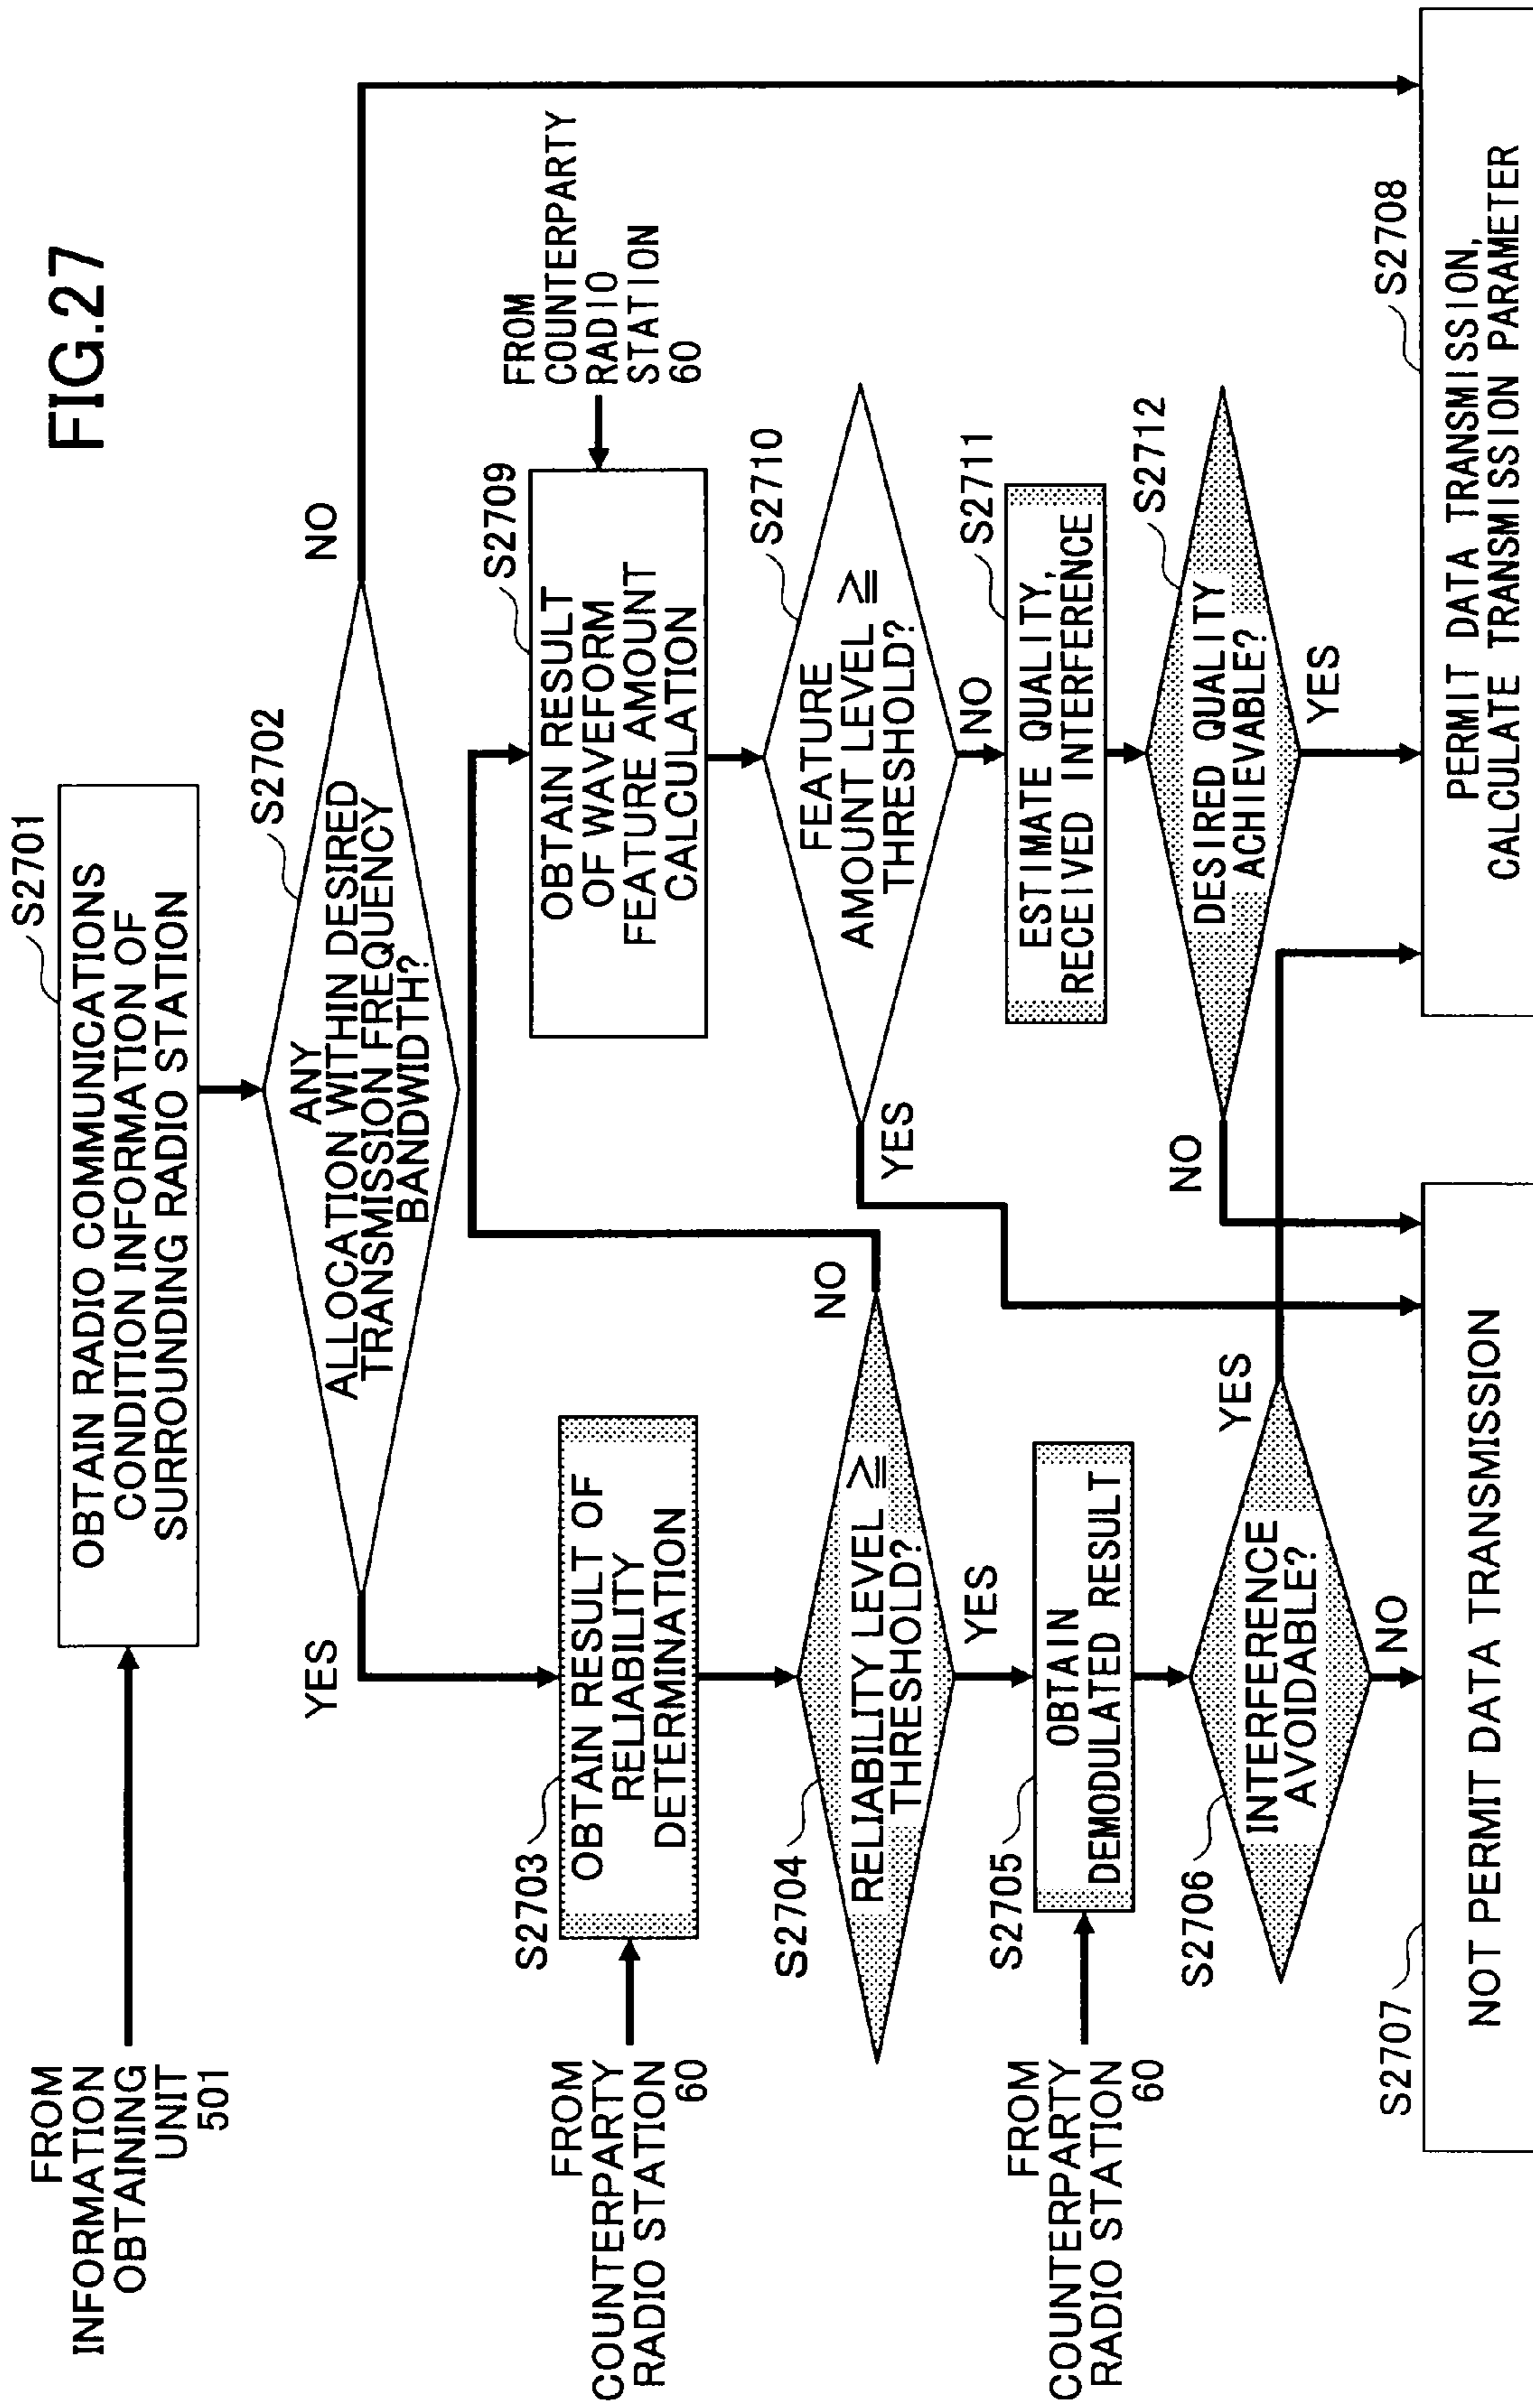 FIG.27
FROM
INFORMATION
OBTAINING
UNIT
501
S2701
OBTAIN RADIO COMMUNICATIONS
CONDITION INFORMATION OF
SURROUNDING RADIO STATION
S2702
ANY
ALLOCATION WITHIN DESIRED
TRANSMISSION FREQUENCY
BANDWIDTH?
YES
NO
FROM
COUNTERPARTY
RADIO STATION
60
S2703
OBTAIN RESULT OF
RELIABILITY
DETERMINATION
S2709
OBTAIN RESULT
OF WAVEFORM
FEATURE AMOUNT
CALCULATION
FROM
COUNTERPARTY
RADIO
STATION
60
S2704
RELIABILITY LEVEL ≧
THRESHOLD?
NO
YES
S2710
FEATURE
AMOUNT LEVEL ≧
THRESHOLD?
YES
NO
FROM
COUNTERPARTY
RADIO STATION
60
S2705
OBTAIN
DEMODULATED RESULT
S2711
ESTIMATE QUALITY,
RECEIVED INTERFERENCE
S2706
INTERFERENCE
AVOIDABLE?
YES
NO
S2712
DESIRED QUALITY
ACHIEVABLE?
NO
YES
S2707
NOT PERMIT DATA TRANSMISSION
S2708
PERMIT DATA TRANSMISSION,
CALCULATE TRANSMISSION PARAMETER